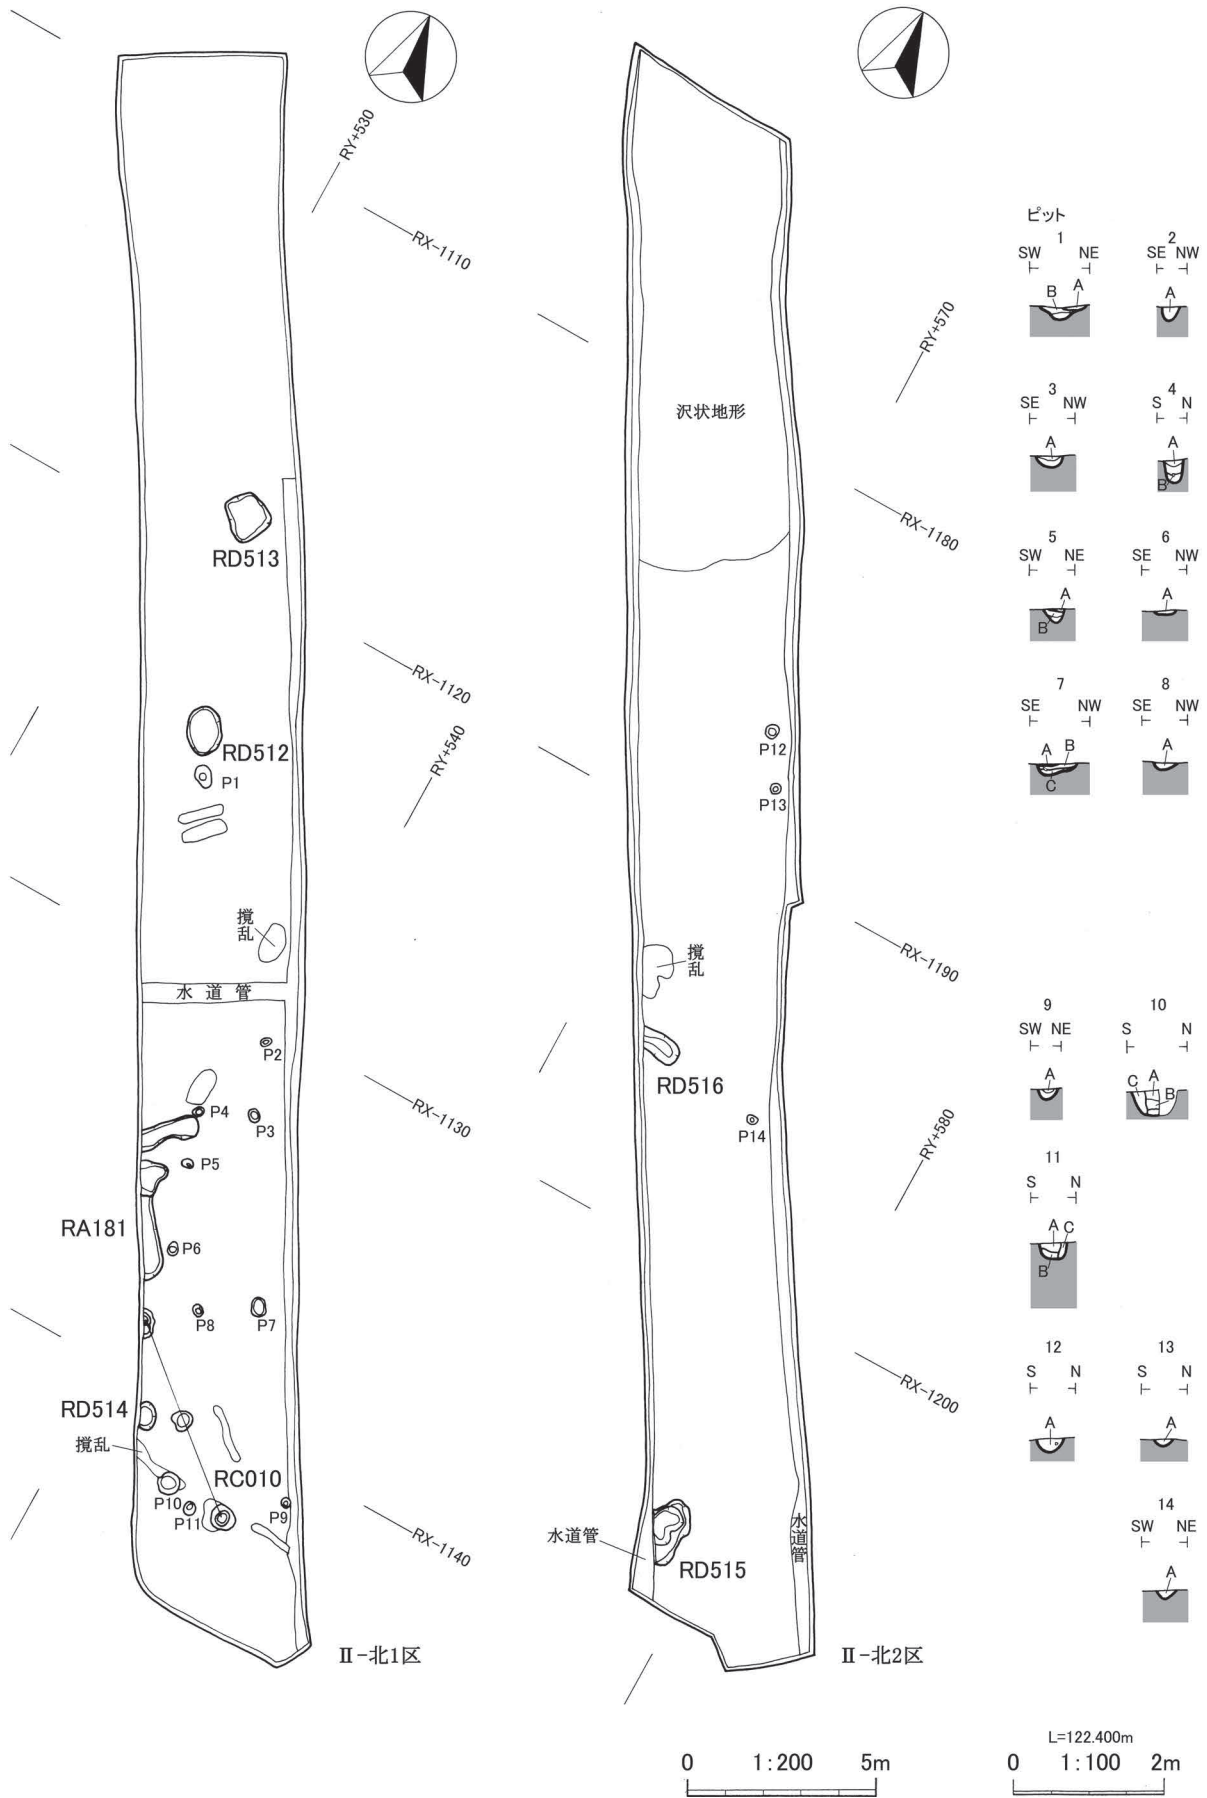 RY+530
RX-1110
RD513
RX-1120
RD512
P1
RY+540
撹乱
水道管
P2
P4
P3
RX-1130
P5
RA181
P6
P8
P7
RD514
撹乱
RC010
P10
P11
P9
RX-1140
Ⅱ-北1区
RY+570
沢状地形
RX-1180
P12
P13
撹乱
RX-1190
RD516
P14
RY+580
RX-1200
水道管
水道管
RD515
Ⅱ-北2区
0 1:200 5m
ピット
1 2
SW NE SE NW
B A A
3 4
SE NW S N
A A
B
5 6
SW NE SE NW
A A
B
7 8
SE NW SE NW
A B A
C
9 10
SW NE S N
A C A B
11
S N
A C
B
12 13
S N S N
A A
14
SW NE
A
L=122.400m
0 1:100 2m